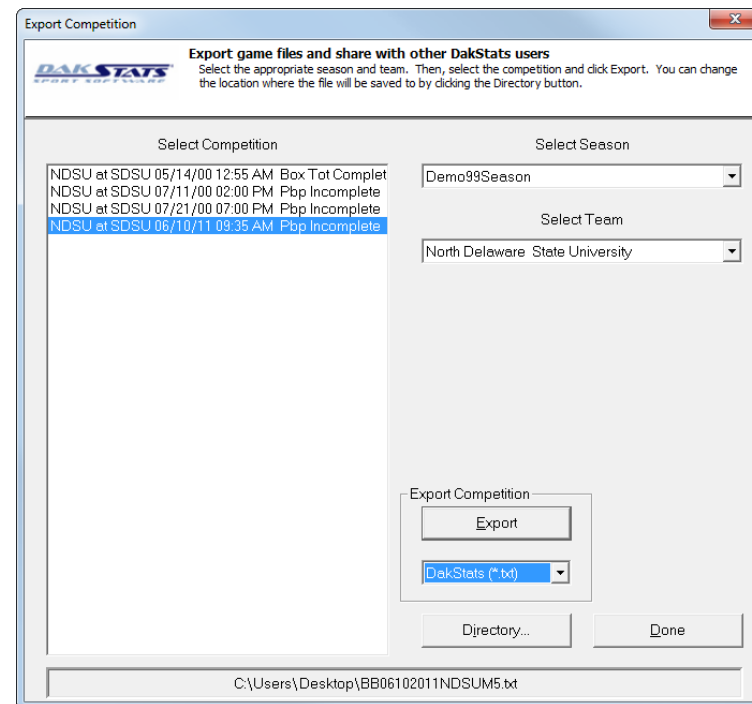 Export Competition
Export game files and share with other DakStats users
Select the appropriate season and team. Then, select the competition and click Export. You can change
the location where the file will be saved to by clicking the Directory button.
DAKSTATS
SPORT SOFTWARE
Select Competition
NDSU at SDSU 05/14/00 12:55 AM Box Tot Complet
NDSU at SDSU 07/11/00 02:00 PM Pbp Incomplete
NDSU at SDSU 07/21/00 07:00 PM Pbp Incomplete
NDSU at SDSU 06/10/11 09:35 AM Pbp Incomplete
Select Season
Demo99Season
Select Team
North Delaware State University
Export Competition
Export
DakStats (*.txt)
Directory...
Done
C:\Users\Desktop\BB06102011NDSUM5.txt